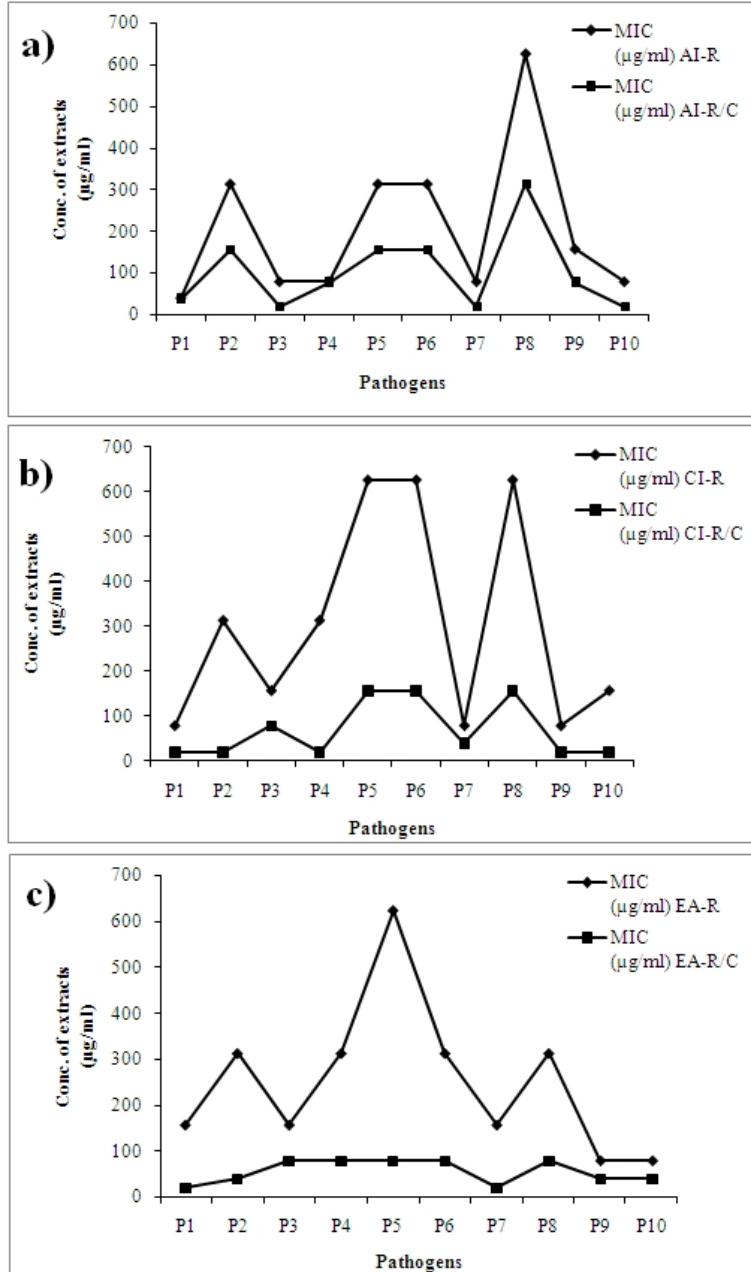 a)
Conc. of extracts
(µg/ml)
700
600
500
400
300
200
100
0
MIC
(µg/ml) AI-R
MIC
(µg/ml) AI-R/C
P1 P2 P3 P4 P5 P6 P7 P8 P9 P10
Pathogens
b)
Conc. of extracts
(µg/ml)
700
600
500
400
300
200
100
0
MIC
(µg/ml) CI-R
MIC
(µg/ml) CI-R/C
P1 P2 P3 P4 P5 P6 P7 P8 P9 P10
Pathogens
c)
Conc. of extracts
(µg/ml)
700
600
500
400
300
200
100
0
MIC
(µg/ml) EA-R
MIC
(µg/ml) EA-R/C
P1 P2 P3 P4 P5 P6 P7 P8 P9 P10
Pathogens